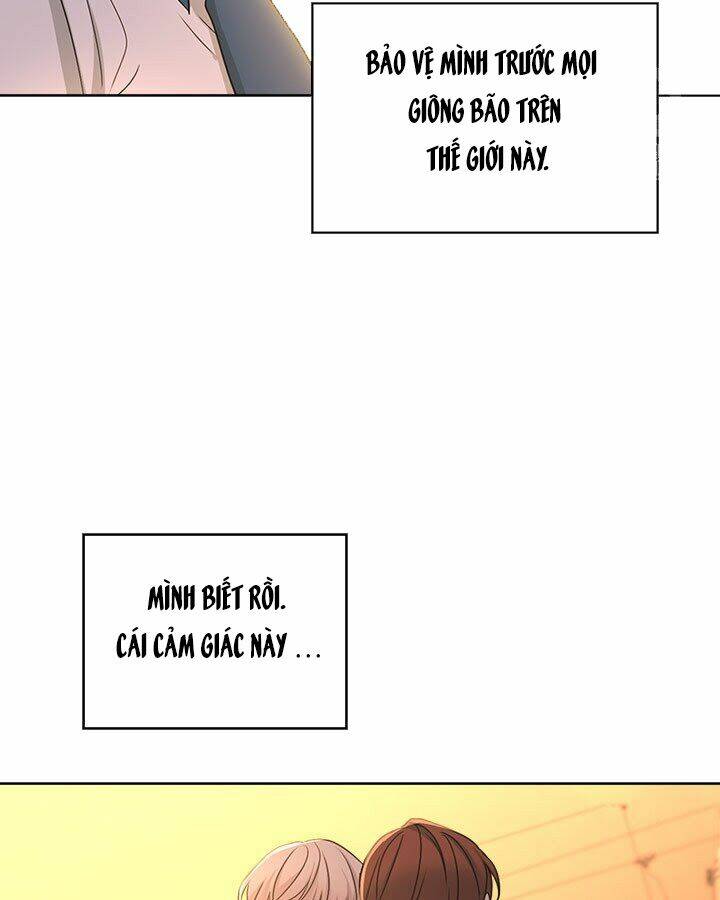 BẢO VỆ MÌNH TRƯỚC MỌI
GIÔNG BÃO TRÊN
THẾ GIỚI NÀY.
MÌNH BIẾT RỒI.
CÁI CẢM GIÁC NÀY ...